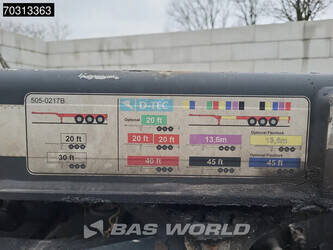 70313363
505-0217B
D-TEC
Optional
20 ft
Optional Flexitank
20 ft
20 ft
20 ft
13,5m
13,6m
30 ft
40 ft
45 ft
45 ft
BAS WORLD